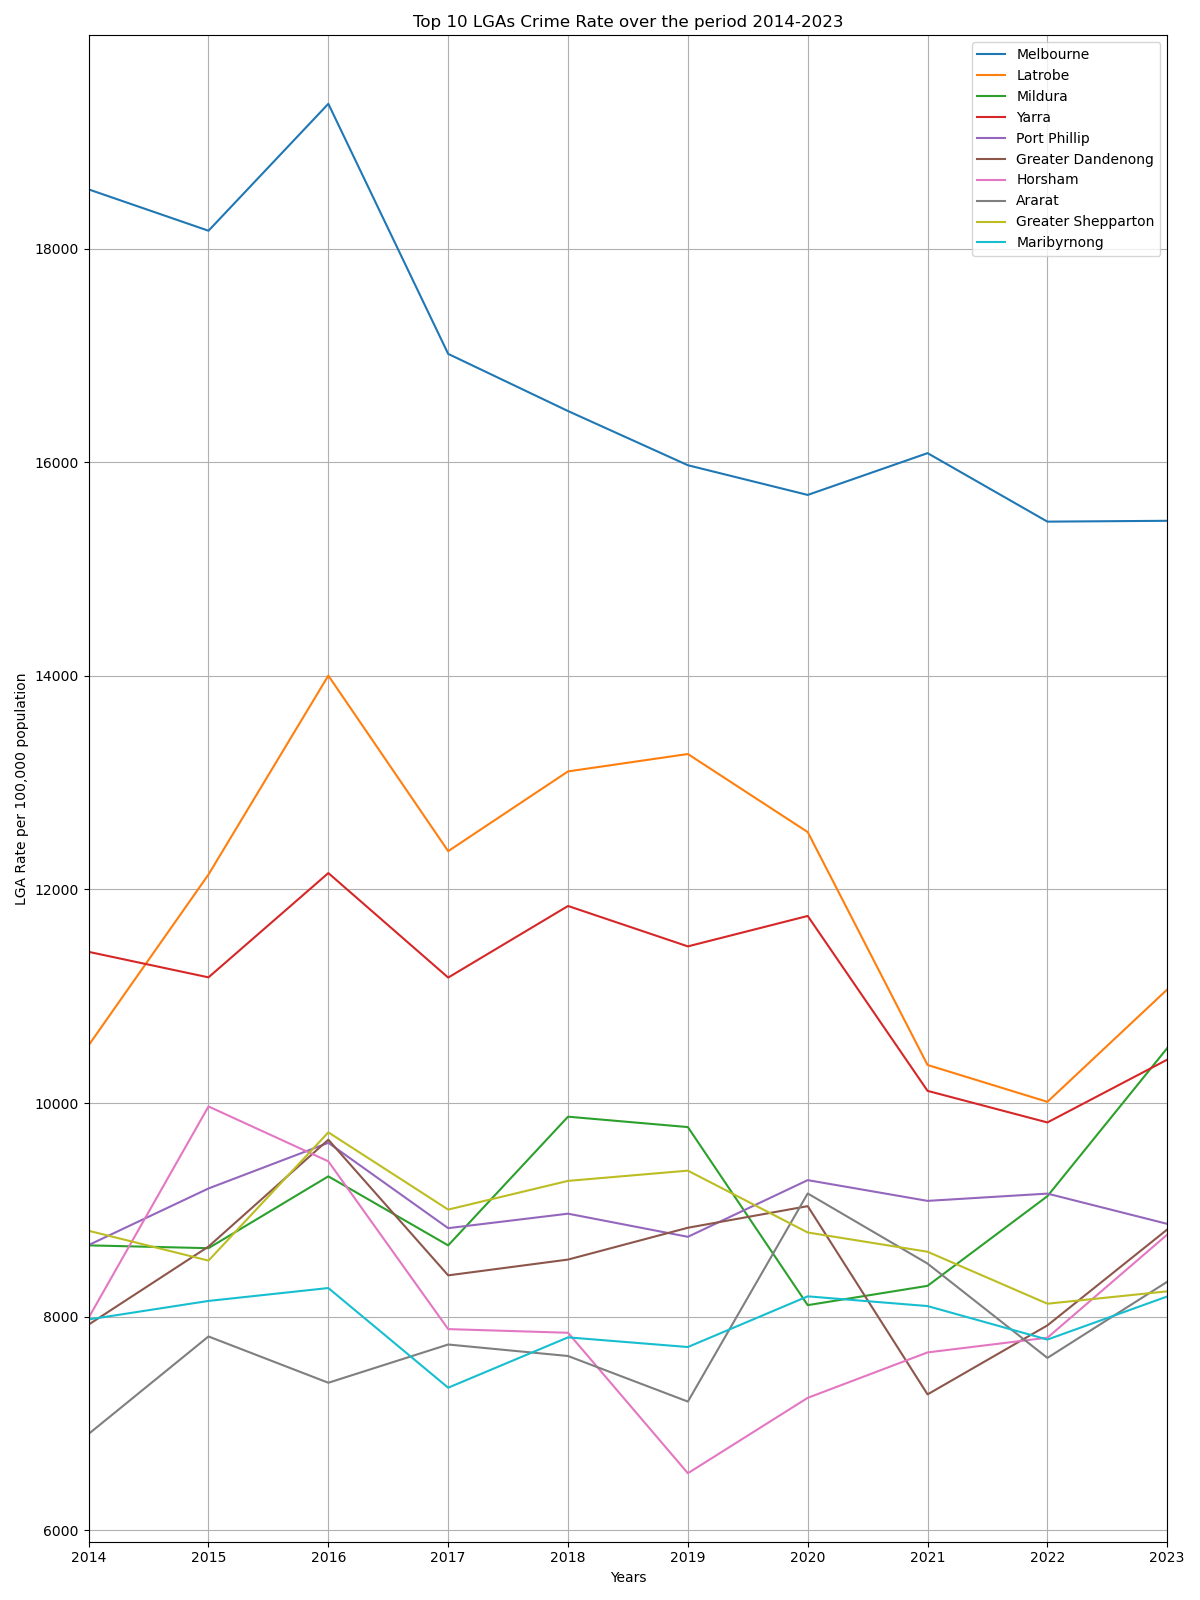 Top 10 LGAs Crime Rate over the period 2014-2023
Melbourne
Latrobe
Mildura
Yarra
Port Phillip
Greater Dandenong
Horsham
Ararat
Greater Shepparton
Maribyrnong
18000
16000
14000
12000
10000
8000
6000
LGA Rate per 100,000 population
2014 2015 2016 2017 2018 2019 2020 2021 2022 2023
Years